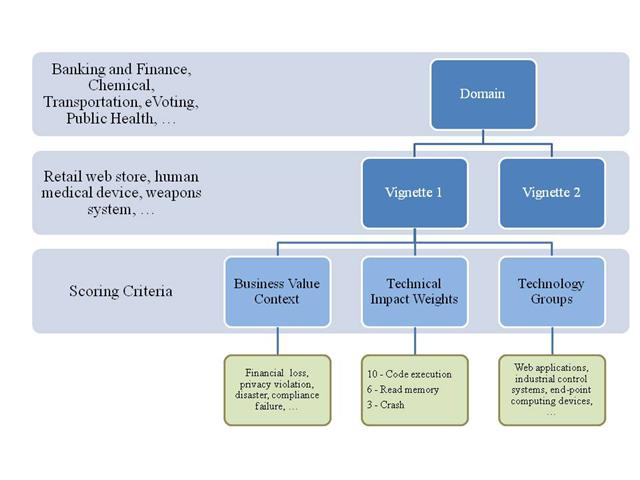 Banking and Finance,
Chemical,
Transportation, eVoting,
Public Health, …
Domain
Retail web store, human
medical device, weapons
system, …
Vignette 1
Vignette 2
Scoring Criteria
Business Value
Context
Technical
Impact Weights
Technology
Groups
Financial loss,
privacy violation,
disaster, compliance
failure, …
10 - Code execution
6 - Read memory
3 - Crash
Web applications,
industrial control
systems, end-point
computing devices,
…